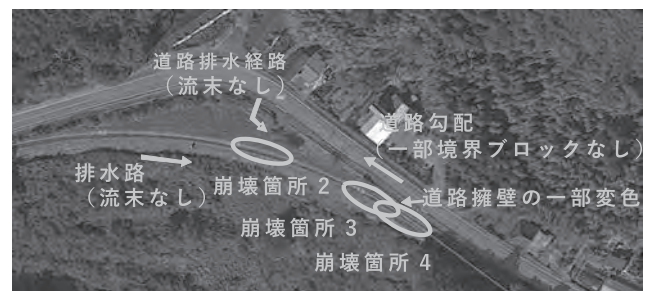 道路排水経路
（流末なし）
道路勾配
（一部境界ブロックなし）
排水路
（流末なし）
崩壊箇所 2
道路擁壁の一部変色
崩壊箇所 3
崩壊箇所 4